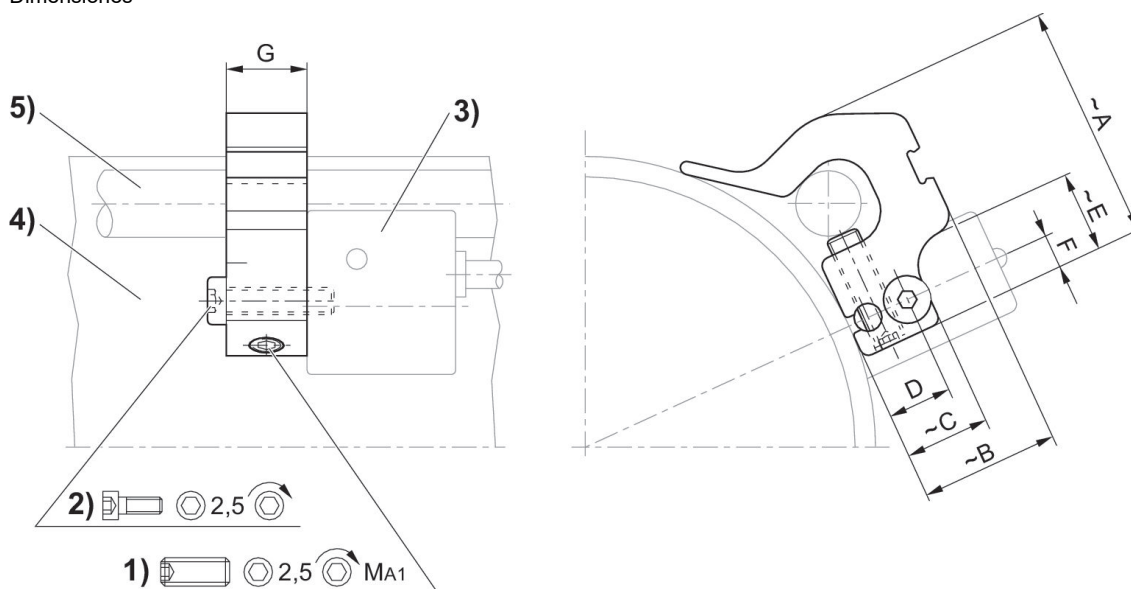 Dimensiones
G
5)
3)
4)
2) 2,5
1) 2,5 MA1
~A
~E
F
D
~C
~B